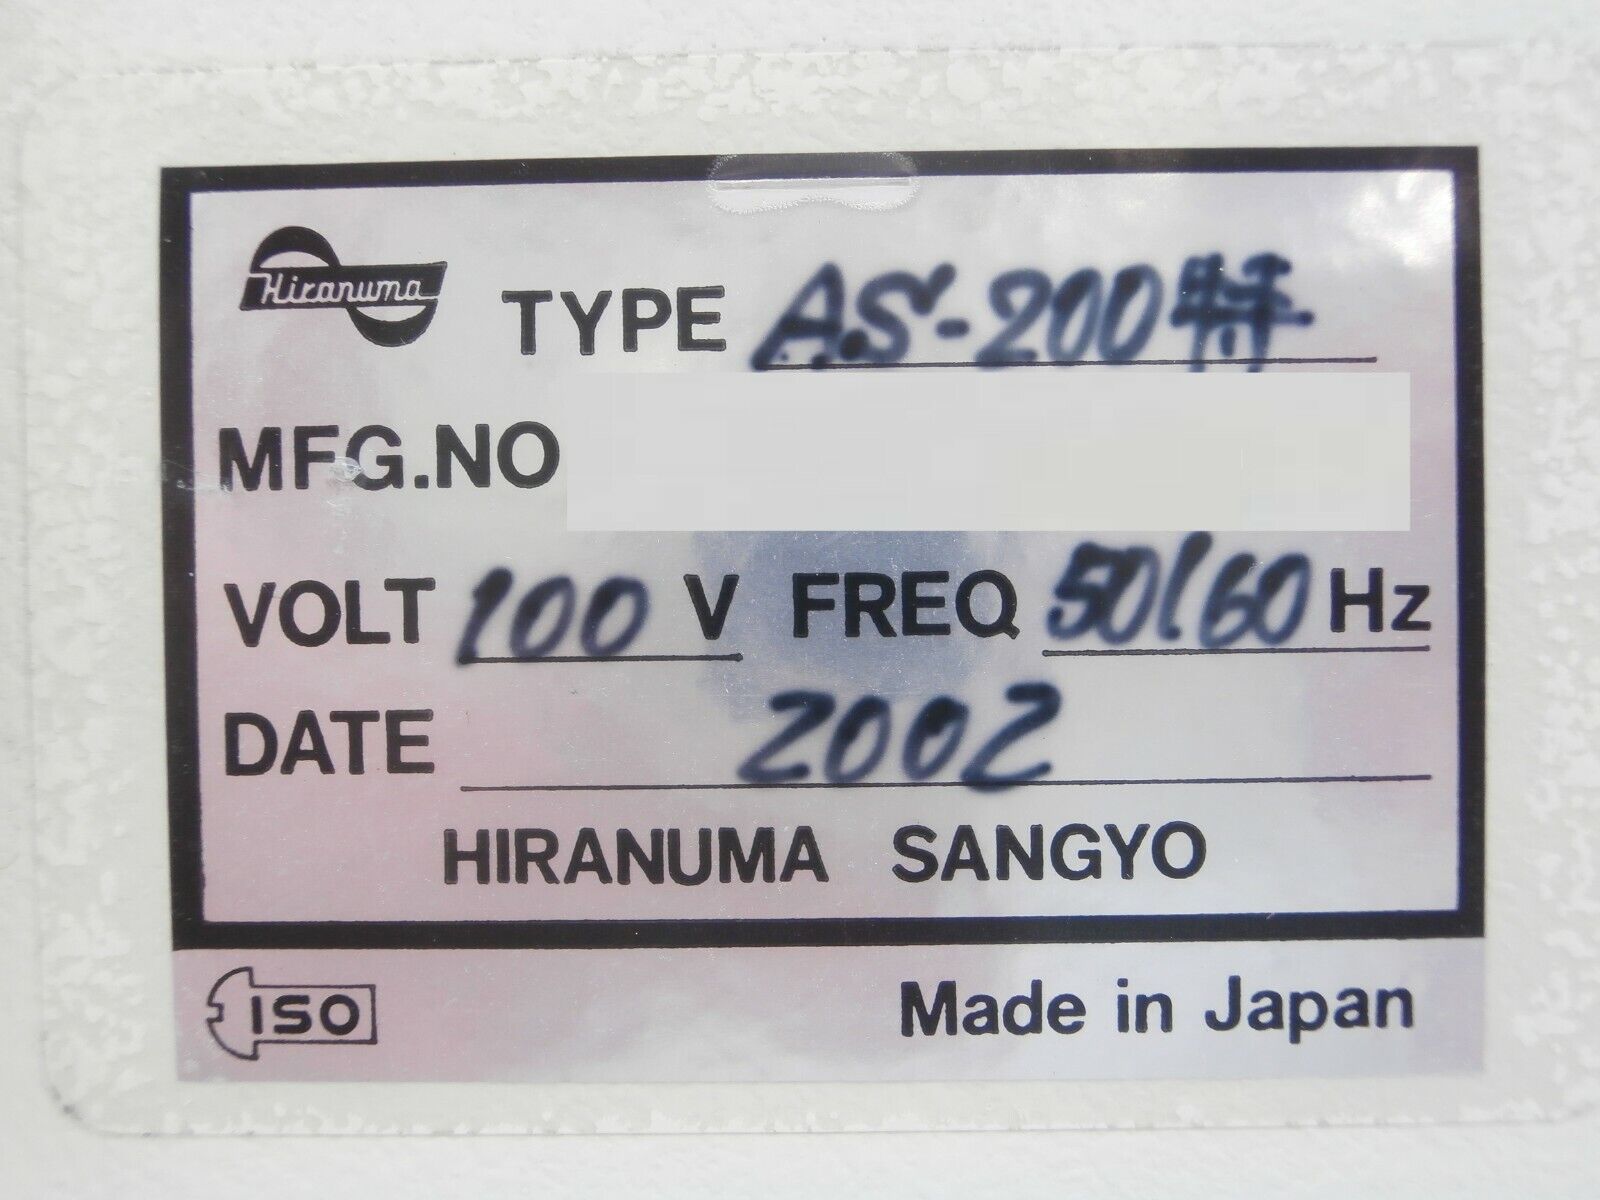 Hiranuma TYPE AS-200特
MFG.NO
VOLT 100 V FREQ 50/60 Hz
DATE 2002
HIRANUMA SANGYO
ISO Made in Japan